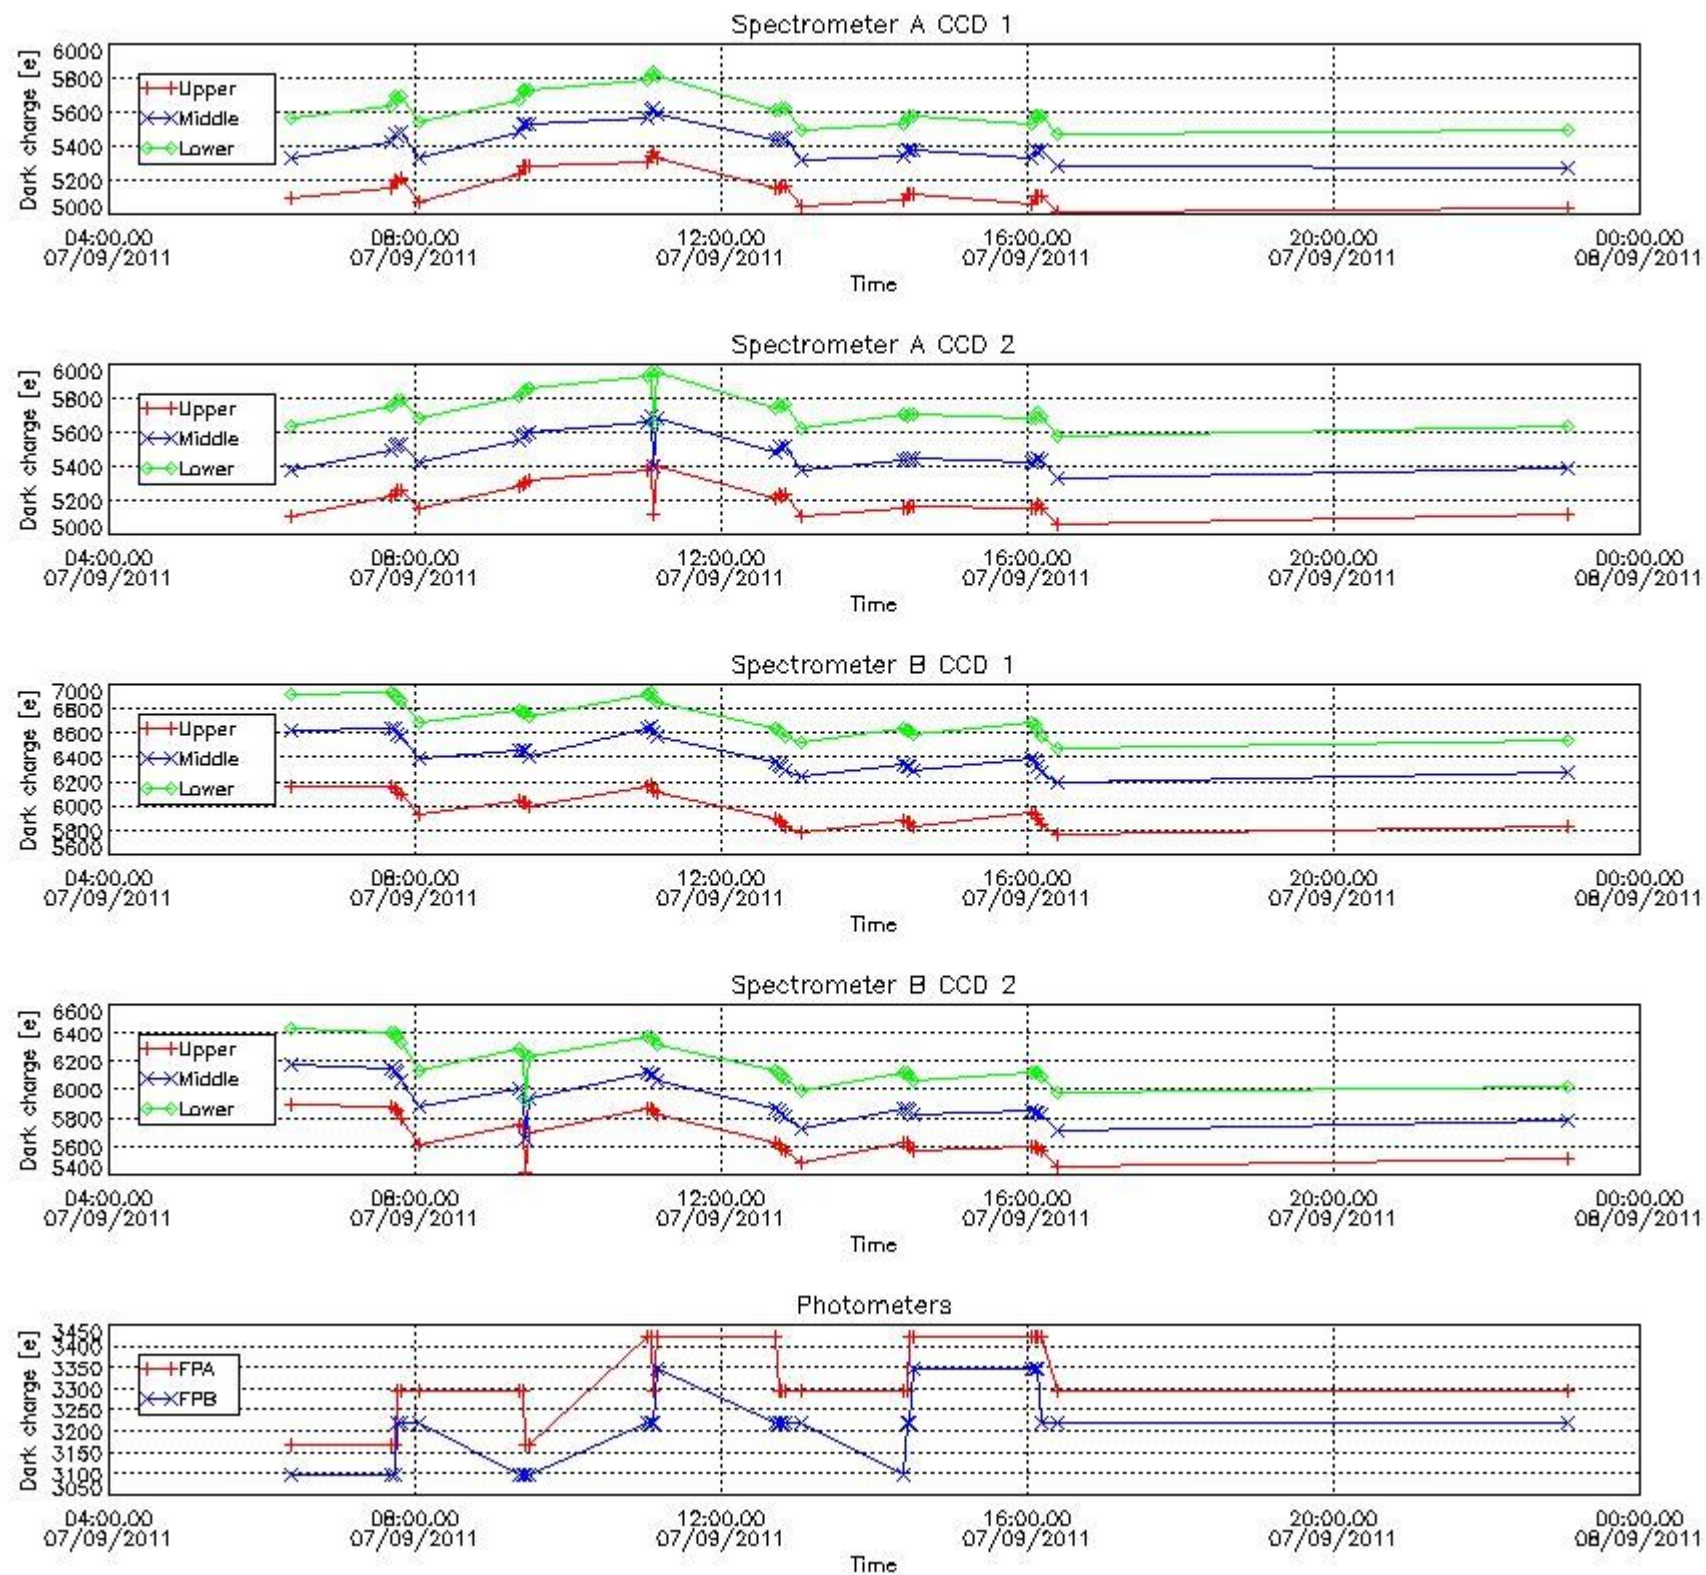 Spectrometer A CCD 1
Dark charge [e]
6000
5800
5600
5400
5200
5000
Upper
Middle
Lower
04:00.00 08:00.00 12:00.00 16:00.00 20:00.00 00:00.00
07/09/2011 07/09/2011 07/09/2011 07/09/2011 07/09/2011 08/09/2011
Time
Spectrometer A CCD 2
Dark charge [e]
6000
5800
5600
5400
5200
5000
Upper
Middle
Lower
04:00.00 08:00.00 12:00.00 16:00.00 20:00.00 00:00.00
07/09/2011 07/09/2011 07/09/2011 07/09/2011 07/09/2011 08/09/2011
Time
Spectrometer B CCD 1
Dark charge [e]
7000
6800
6600
6400
6200
6000
5800
5600
Upper
Middle
Lower
04:00.00 08:00.00 12:00.00 16:00.00 20:00.00 00:00.00
07/09/2011 07/09/2011 07/09/2011 07/09/2011 07/09/2011 08/09/2011
Time
Spectrometer B CCD 2
Dark charge [e]
6600
6400
6200
6000
5800
5600
5400
Upper
Middle
Lower
04:00.00 08:00.00 12:00.00 16:00.00 20:00.00 00:00.00
07/09/2011 07/09/2011 07/09/2011 07/09/2011 07/09/2011 08/09/2011
Time
Photometers
Dark charge [e]
3450
3400
3350
3300
3250
3200
3150
3100
3050
FPA
FPB
04:00.00 08:00.00 12:00.00 16:00.00 20:00.00 00:00.00
07/09/2011 07/09/2011 07/09/2011 07/09/2011 07/09/2011 08/09/2011
Time